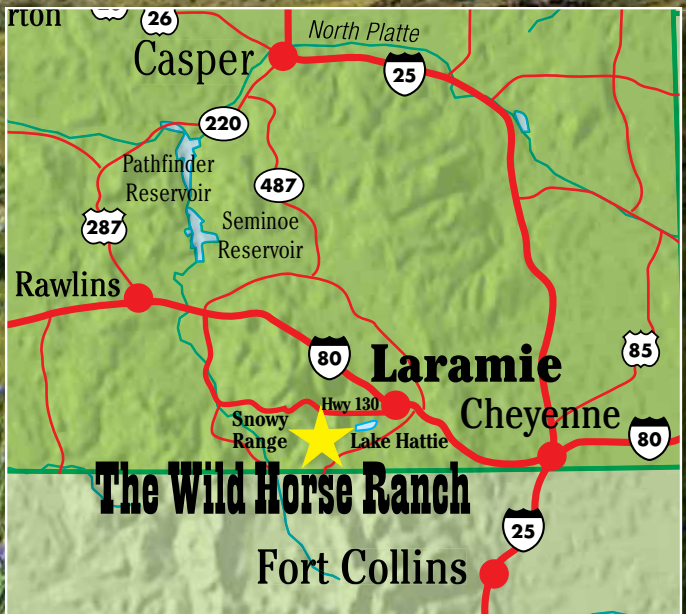 rton
26
North Platte
Casper
25
220
Pathfinder
Reservoir
487
Seminoe
Reservoir
287
Rawlins
80
Laramie
85
Hwy 130
Snowy
Range
Lake Hattie
Cheyenne
80
The Wild Horse Ranch
25
Fort Collins